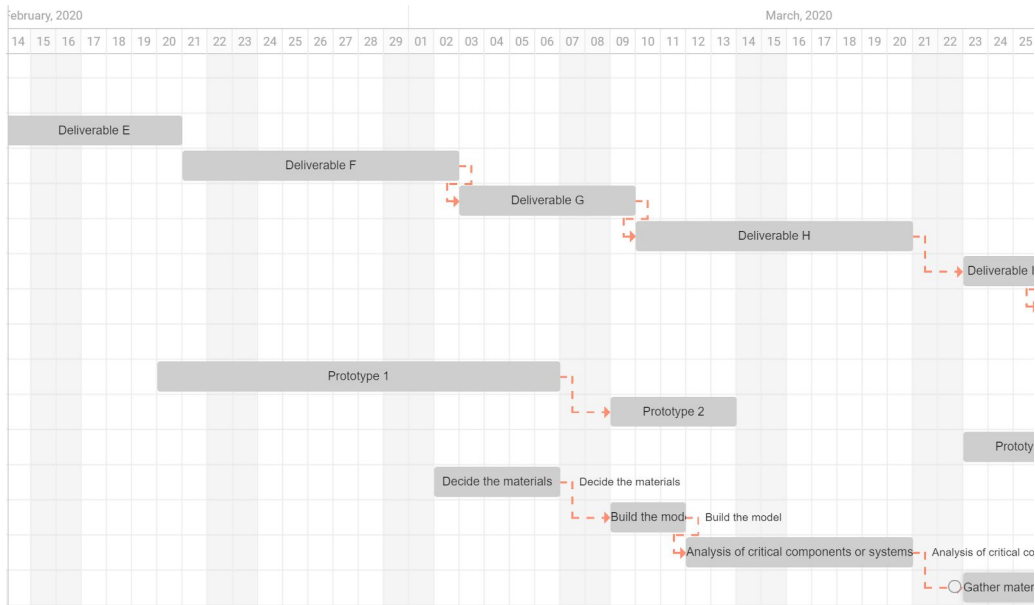 ebruary, 2020
March, 2020
14 15 16 17 18 19 20 21 22 23 24 25 26 27 28 29 01 02 03 04 05 06 07 08 09 10 11 12 13 14 15 16 17 18 19 20 21 22 23 24 25
Deliverable E
Deliverable F
Deliverable G
Deliverable H
Deliverable I
Prototype 1
Prototype 2
Prototy
Decide the materials Decide the materials
Build the mode Build the model
Analysis of critical components or systems Analysis of critical co
Gather mater